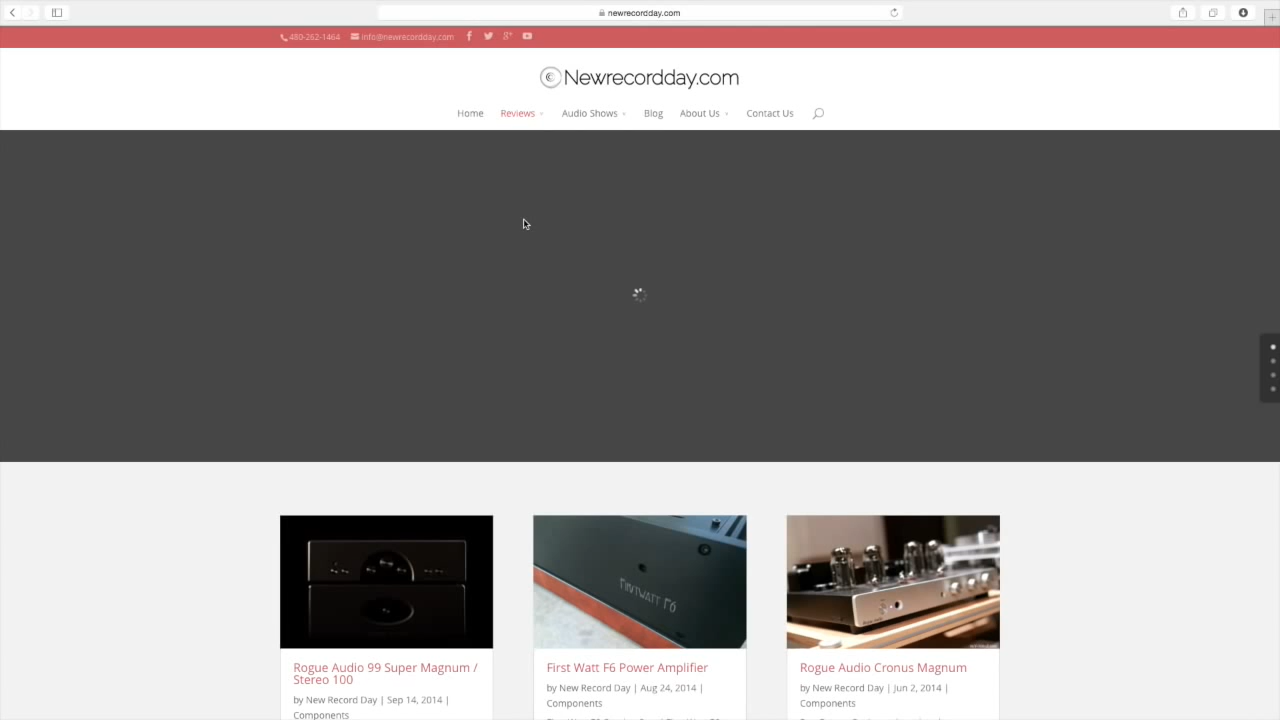 newrecordday.com
480-262-1464 info@newrecordday.com
Newrecordday.com
Home Reviews Audio Shows Blog About Us Contact Us
FIRSTWATT F6
Rogue Audio 99 Super Magnum /
Stereo 100
by New Record Day | Sep 14, 2014 |
Components
First Watt F6 Power Amplifier
by New Record Day | Aug 24, 2014 |
Components
Rogue Audio Cronus Magnum
by New Record Day | Jun 2, 2014 |
Components